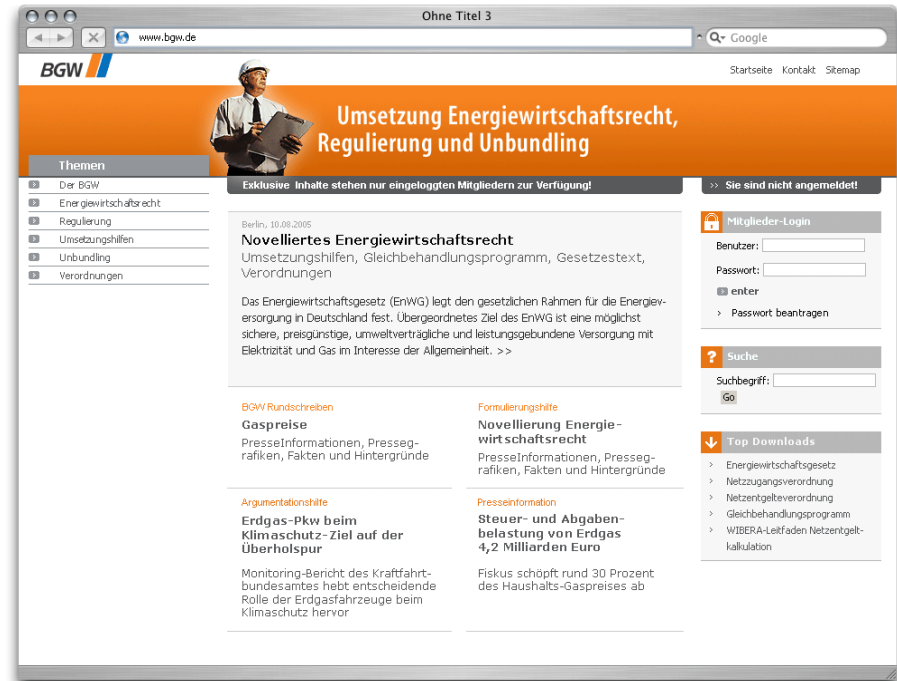 Ohne Titel 3
www.bgw.de
Google
BGW
Startseite Kontakt Sitemap
Umsetzung Energiewirtschaftsrecht,
Regulierung und Unbundling
Themen
Der BGW
Energiewirtschaftsrecht
Regulierung
Umsetzungshilfen
Unbundling
Verordnungen
Exklusive Inhalte stehen nur eingeloggten Mitgliedern zur Verfügung!
>> Sie sind nicht angemeldet!
Berlin, 10.08.2005
Novelliertes Energiewirtschaftsrecht
Umsetzungshilfen, Gleichbehandlungsprogramm, Gesetzestext,
Verordnungen
Das Energiewirtschaftsgesetz (EnWG) legt den gesetzlichen Rahmen für die Energiev-
ersorgung in Deutschland fest. Übergeordnetes Ziel des EnWG ist eine möglichst
sichere, preisgünstige, umweltverträgliche und leistungsgebundene Versorgung mit
Elektrizität und Gas im Interesse der Allgemeinheit. >>
BGW Rundschreiben
Gaspreise
PresseInformationen, Presseg-
rafiken, Fakten und Hintergründe
Formulierungshilfe
Novellierung Energie-
wirtschaftsrecht
PresseInformationen, Presseg-
rafiken, Fakten und Hintergründe
Argumentationshilfe
Erdgas-Pkw beim
Klimaschutz-Ziel auf der
Überholspur
Monitoring-Bericht des Kraftfahrt-
bundesamtes hebt entscheidende
Rolle der Erdgasfahrzeuge beim
Klimaschutz hervor
Presseinformation
Steuer- und Abgaben-
belastung von Erdgas
4,2 Milliarden Euro
Fiskus schöpft rund 30 Prozent
des Haushalts-Gaspreises ab
Mitglieder-Login
Benutzer:
Passwort:
enter
> Passwort beantragen
? Suche
Suchbegriff:
Go
Top Downloads
> Energiewirtschaftsgesetz
> Netzzugangsverordnung
> Netzentgelteverordnung
> Gleichbehandlungsprogramm
> WIBERA-Leitfaden Netzentgelt-
kalkulation